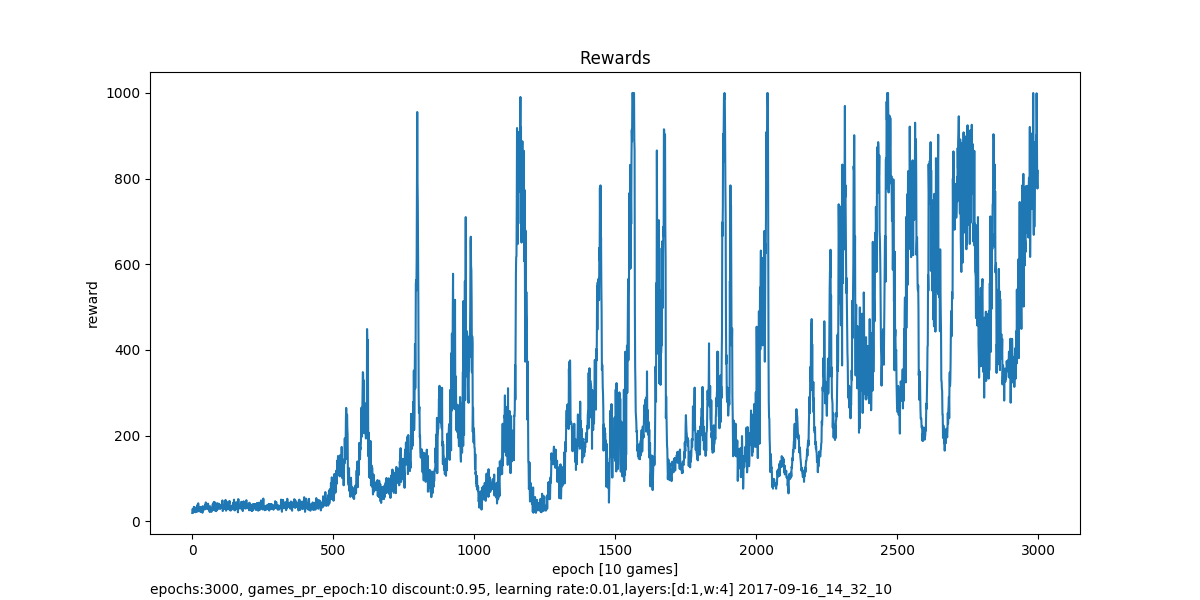 Rewards
1000
800
600
400
200
0
reward
0 500 1000 1500 2000 2500 3000
epoch [10 games]
epochs:3000, games_pr_epoch:10 discount:0.95, learning rate:0.01,layers:[d:1,w:4] 2017-09-16_14_32_10